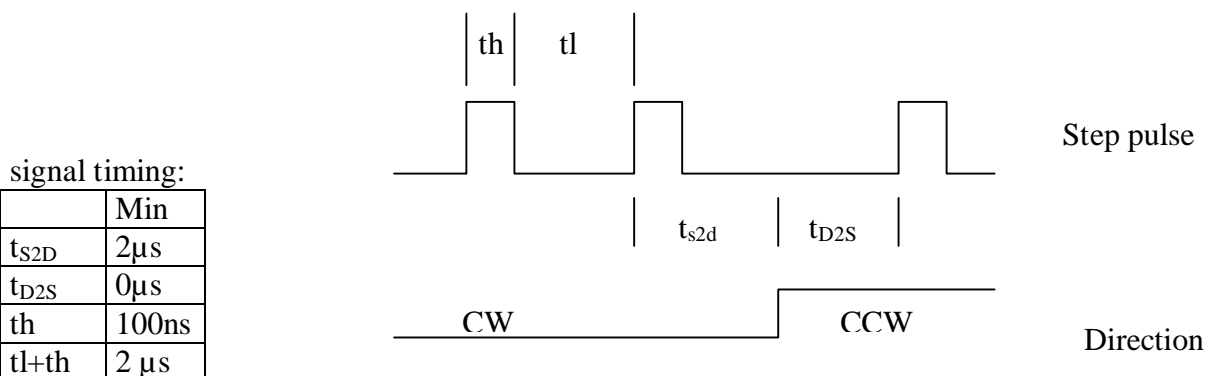 th tl
Step pulse
signal timing:
Min
tS2D 2µs
tD2S 0µs
th 100ns
tl+th 2 µs
ts2d tD2S
CW CCW
Direction